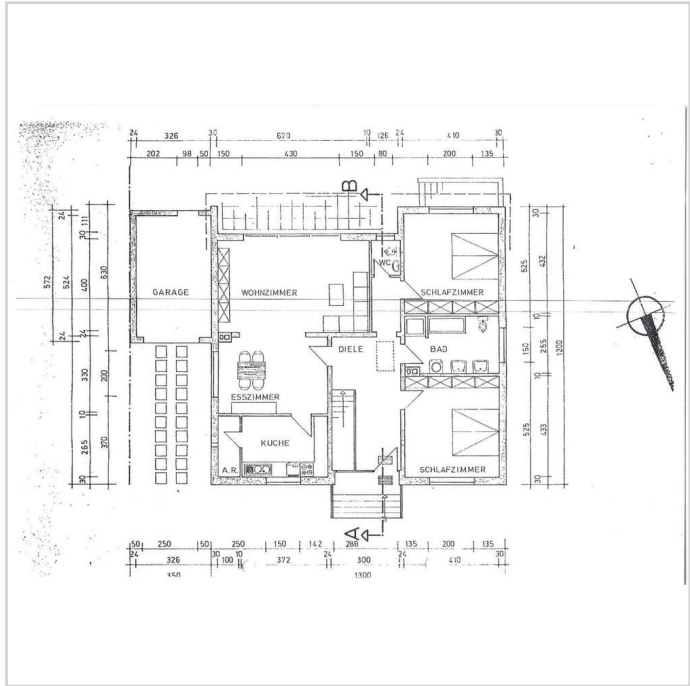 24 326 30 670 10 126 24 410 30
202 98 50 150 430 150 80 200 135
B
GARAGE
WOHNZIMMER
WC
SCHLAFZIMMER
DIELE
BAD
ESSZIMMER
KÜCHE
A.R.
SCHLAFZIMMER
A
572
24 524 24
111 30 400 24 330 10 265 30
630 200 370
30 432 10 255 10 433 30
525 150 525
1200
50 250 50 250 150 142 286 135 200 135
24 326 30 100 10 372 24 300 24 410 30
350 1300